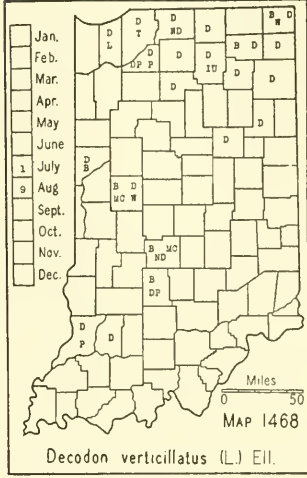 Jan.
Feb.
Mar.
Apr.
May
June
1 July
9 Aug
Sept.
Oct.
Nov.
Dec.
B D
W
D D D D D
L T ND
B D D
D D
DP P IU
D D
D
D
D
B
B D
MC W
B MC
ND
B
DP
D D
P
Miles
0 50
MAP 1468
Decodon verticillatus (L.) Ell.